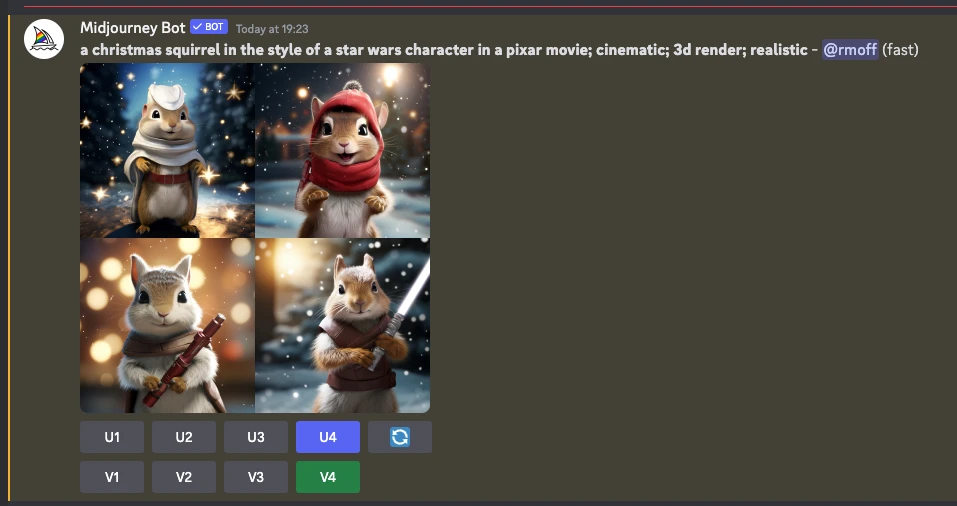 Midjourney Bot ✓ BOT Today at 19:23
a christmas squirrel in the style of a star wars character in a pixar movie; cinematic; 3d render; realistic - @rmoff (fast)
U1 U2 U3 U4
V1 V2 V3 V4